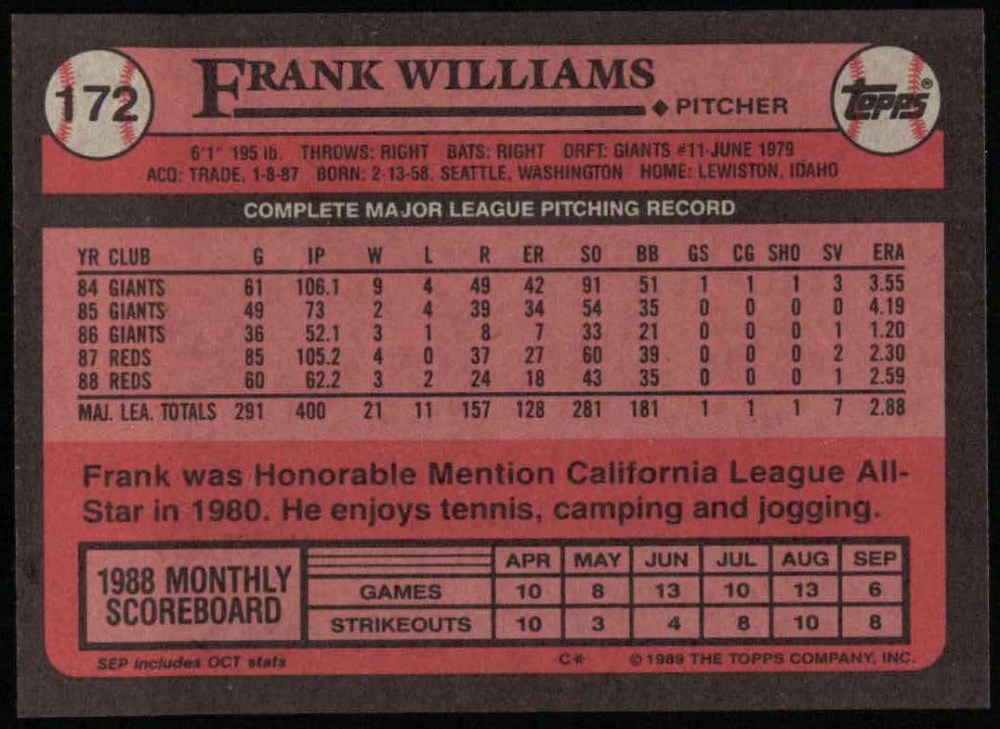 172
FRANK WILLIAMS
◆ PITCHER
Topps®
6'1" 195 lb. THROWS: RIGHT BATS: RIGHT DRFT: GIANTS #11-JUNE 1979
ACQ: TRADE, 1-8-87 BORN: 2-13-58, SEATTLE, WASHINGTON HOME: LEWISTON, IDAHO
COMPLETE MAJOR LEAGUE PITCHING RECORD
YR CLUB G IP W L R ER SO BB GS CG SHO SV ERA
84 GIANTS 61 106.1 9 4 49 42 91 51 1 1 1 3 3.55
85 GIANTS 49 73 2 4 39 34 54 35 0 0 0 0 4.19
86 GIANTS 36 52.1 3 1 8 7 33 21 0 0 0 1 1.20
87 REDS 85 105.2 4 0 37 27 60 39 0 0 0 2 2.30
88 REDS 60 62.2 3 2 24 18 43 35 0 0 0 1 2.59
MAJ. LEA. TOTALS 291 400 21 11 157 128 281 181 1 1 1 7 2.88
Frank was Honorable Mention California League All-
Star in 1980. He enjoys tennis, camping and jogging.
1988 MONTHLY
SCOREBOARD
APR MAY JUN JUL AUG SEP
GAMES 10 8 13 10 13 6
STRIKEOUTS 10 3 4 8 10 8
SEP includes OCT stats
C* © 1989 THE TOPPS COMPANY, INC.